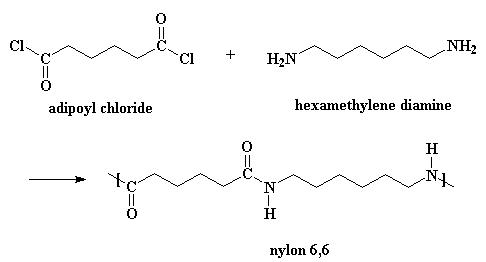 O
Cl Cl
O
adipoyl chloride
+
H₂N NH₂
hexamethylene diamine
O H
N N
O H
nylon 6,6